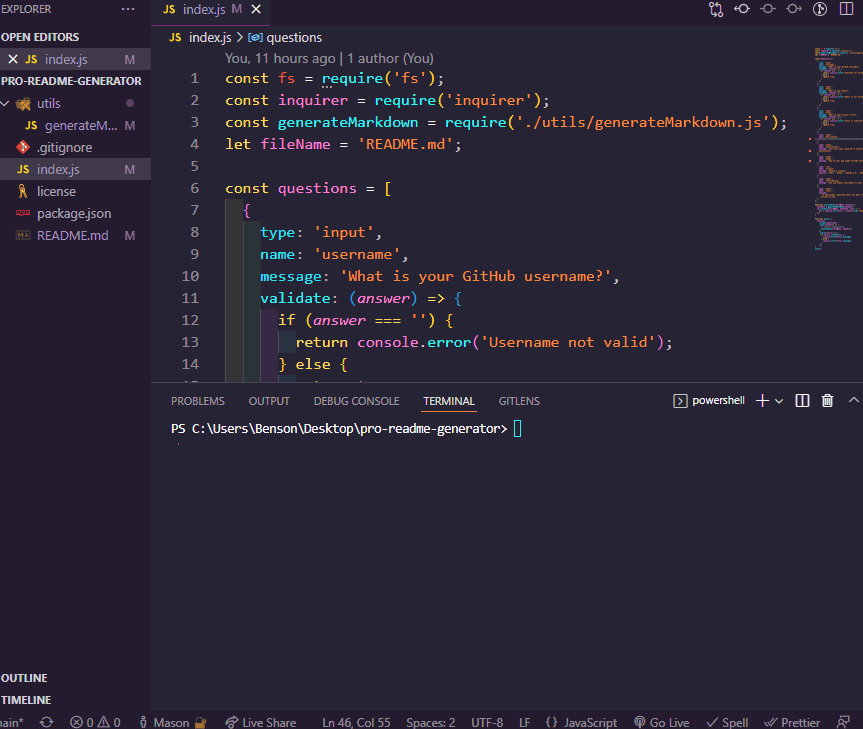 EXPLORER ···
OPEN EDITORS
JS index.js M
PRO-README-GENERATOR
utils
JS generateM... M
.gitignore
JS index.js M
license
package.json
README.md M
OUTLINE
TIMELINE
JS index.js M
JS index.js > questions
You, 11 hours ago | 1 author (You)
1 const fs = require('fs');
2 const inquirer = require('inquirer');
3 const generateMarkdown = require('./utils/generateMarkdown.js');
4 let fileName = 'README.md';
5
6 const questions = [
7 {
8 type: 'input',
9 name: 'username',
10 message: 'What is your GitHub username?',
11 validate: (answer) => {
12 if (answer === '') {
13 return console.error('Username not valid');
14 } else {
PROBLEMS OUTPUT DEBUG CONSOLE TERMINAL GITLENS powershell
PS C:\Users\Benson\Desktop\pro-readme-generator>
main* 0 0 Mason Live Share Ln 46, Col 55 Spaces: 2 UTF-8 LF {} JavaScript Go Live Spell Prettier